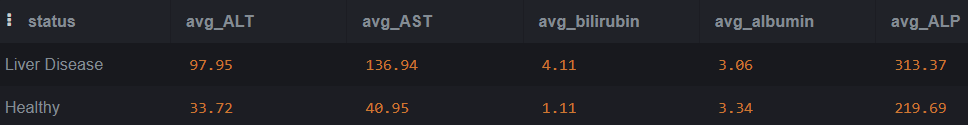 status avg_ALT avg_AST avg_bilirubin avg_albumin avg_ALP
Liver Disease 97.95 136.94 4.11 3.06 313.37
Healthy 33.72 40.95 1.11 3.34 219.69